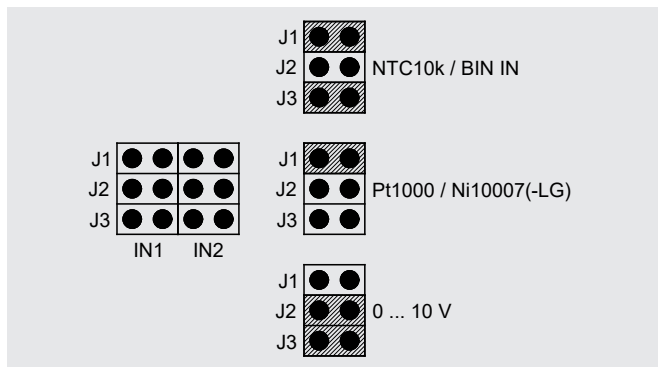 J1
J2 NTC10k / BIN IN
J3
J1
J2
J3
IN1 IN2
J1
J2 Pt1000 / Ni10007(-LG)
J3
J1
J2 0 ... 10 V
J3